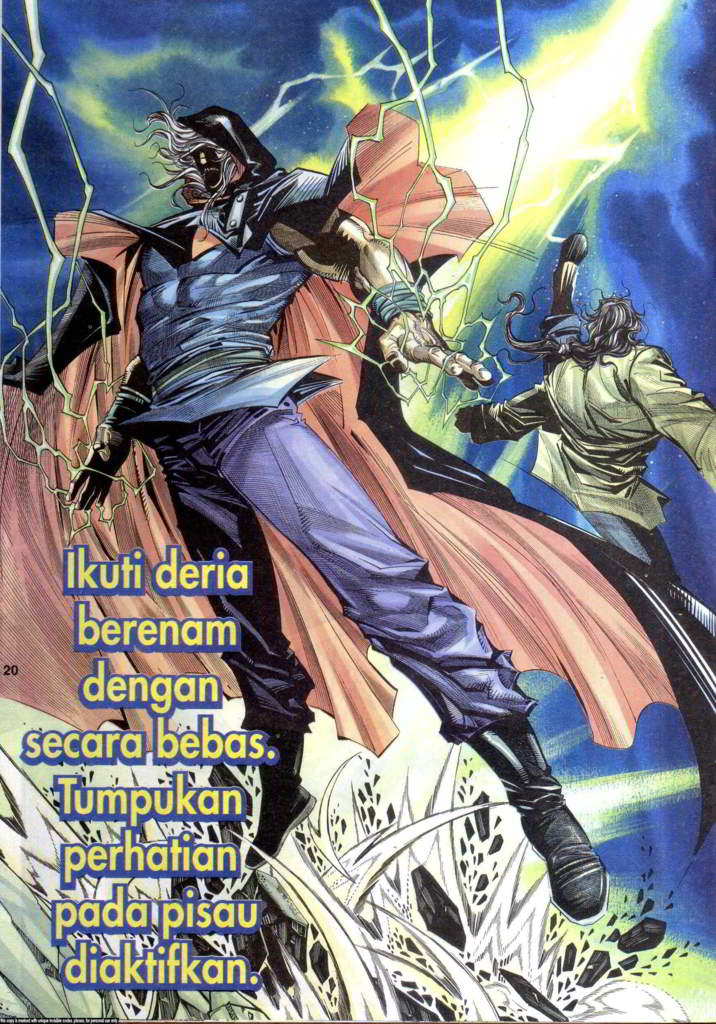 Ikuti deria
berenam
dengan
secara bebas.
Tumpukan
perhatian
pada pisau
diaktifkan.
20